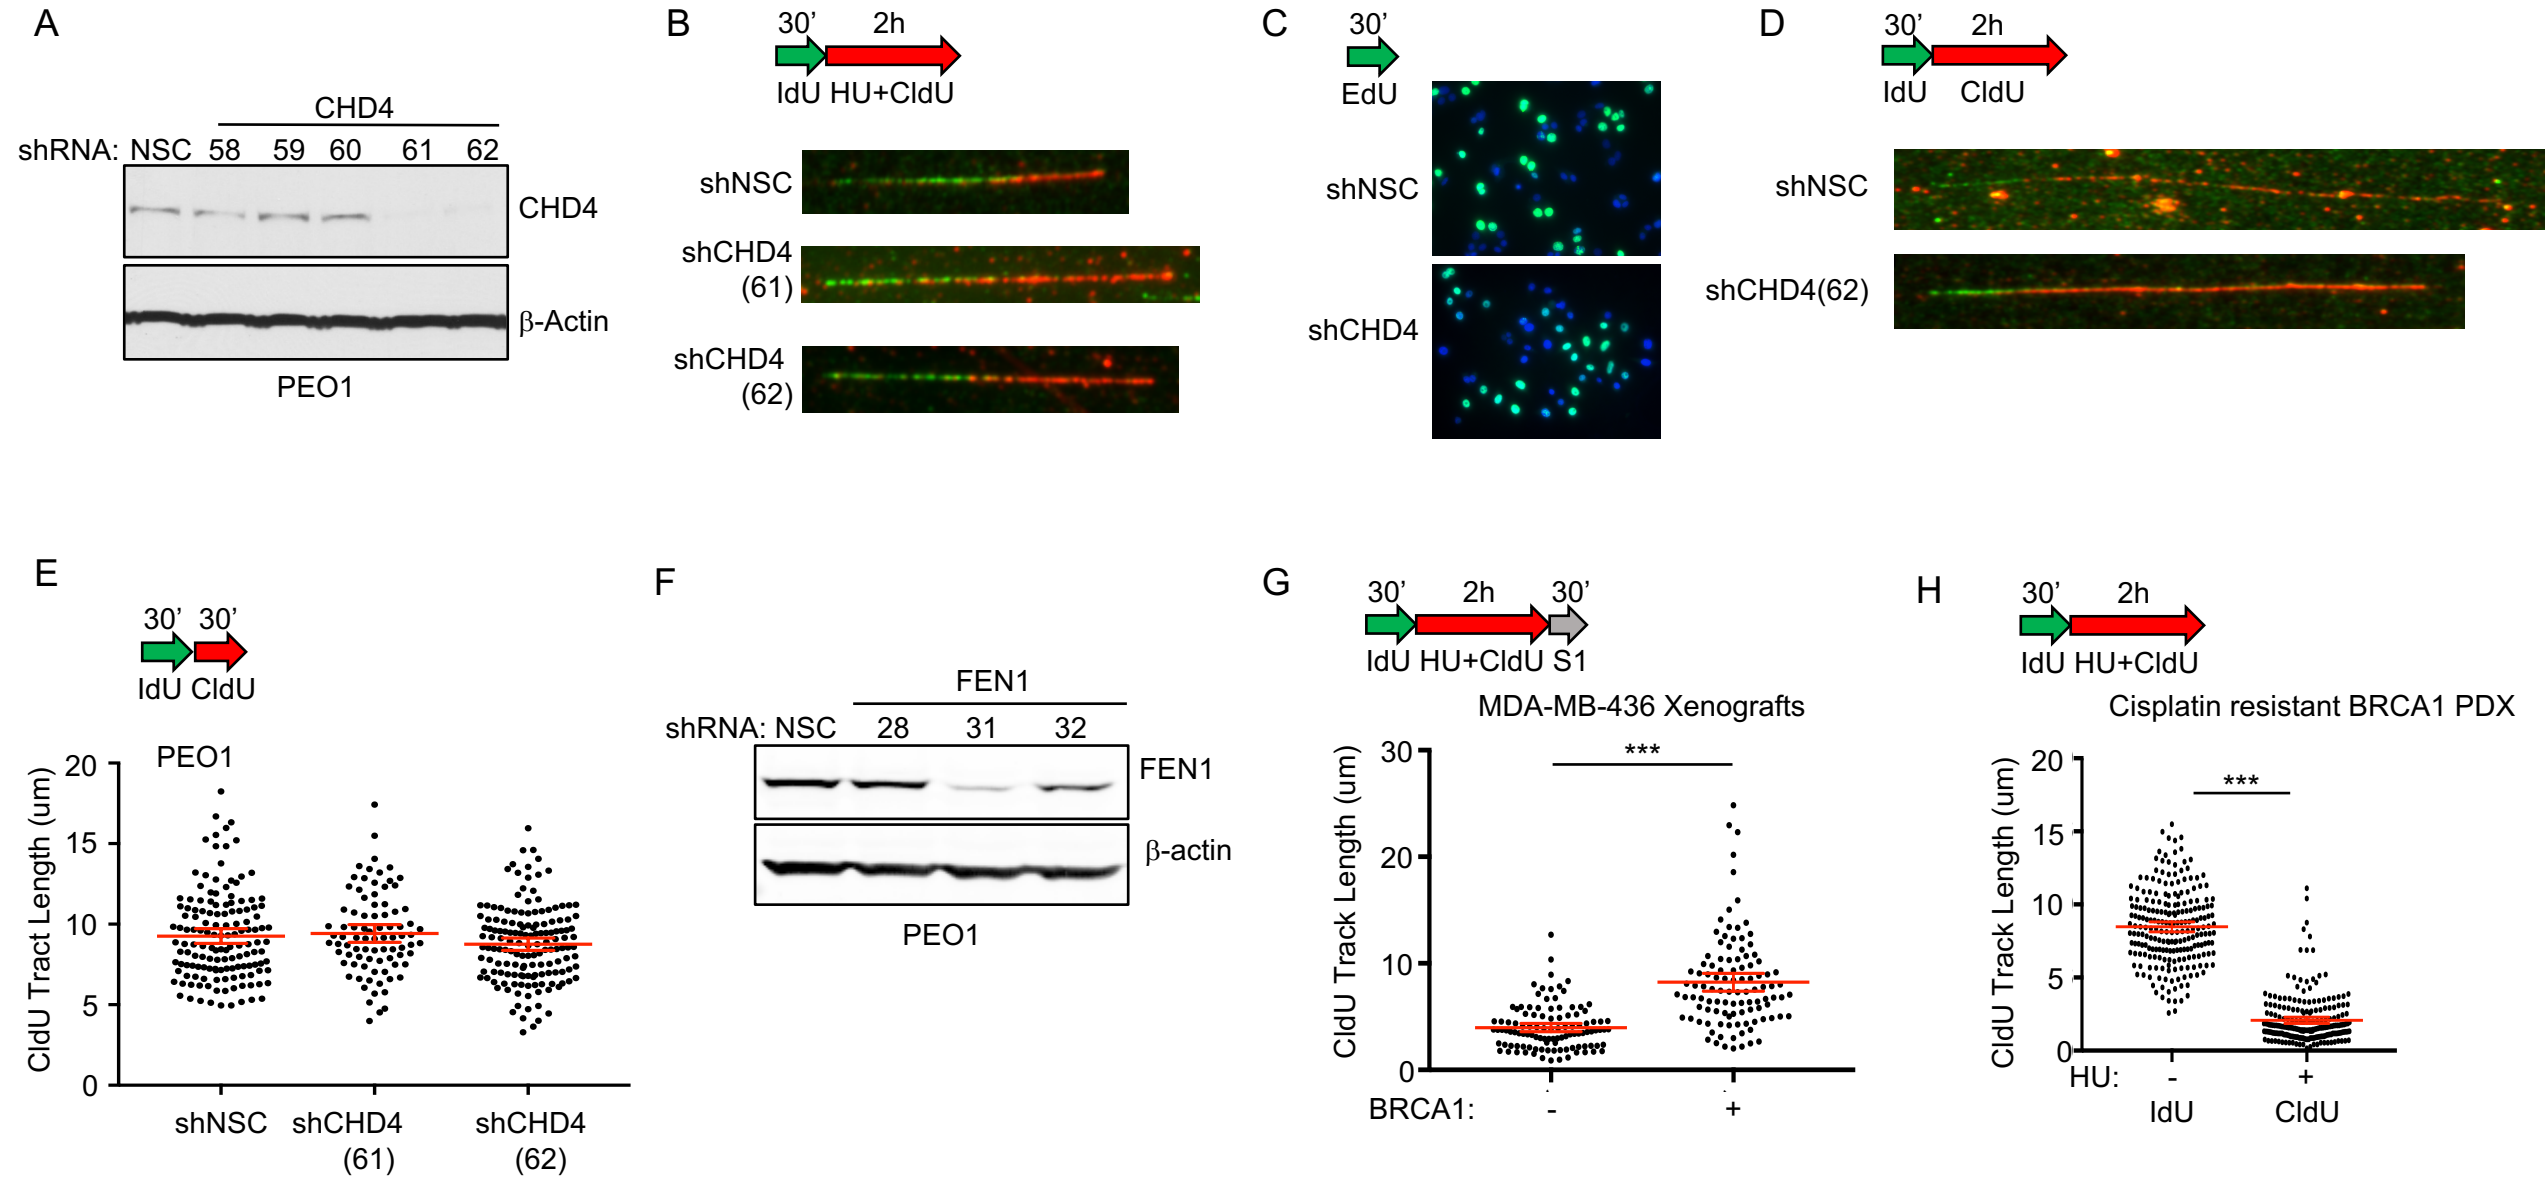 A
CHD4
shRNA: NSC 58 59 60 61 62
CHD4
β-Actin
PEO1
B
30’ 2h
IdU HU+CldU
shNSC
shCHD4
(61)
shCHD4
(62)
C
30’
EdU
shNSC
shCHD4
D
30’ 2h
IdU CldU
shNSC
shCHD4(62)
E
30’ 30’
IdU CldU
PEO1
CldU Tract Length (um)
20
15
10
5
0
shNSC shCHD4 shCHD4
(61) (62)
F
FEN1
shRNA: NSC 28 31 32
FEN1
β-actin
PEO1
G
30’ 2h 30’
IdU HU+CldU S1
MDA-MB-436 Xenografts
CldU Track Length (um)
30
20
10
0
***
BRCA1: - +
H
30’ 2h
IdU HU+CldU
Cisplatin resistant BRCA1 PDX
CldU Track Length (um)
20
15
10
5
0
***
HU: - +
IdU CldU